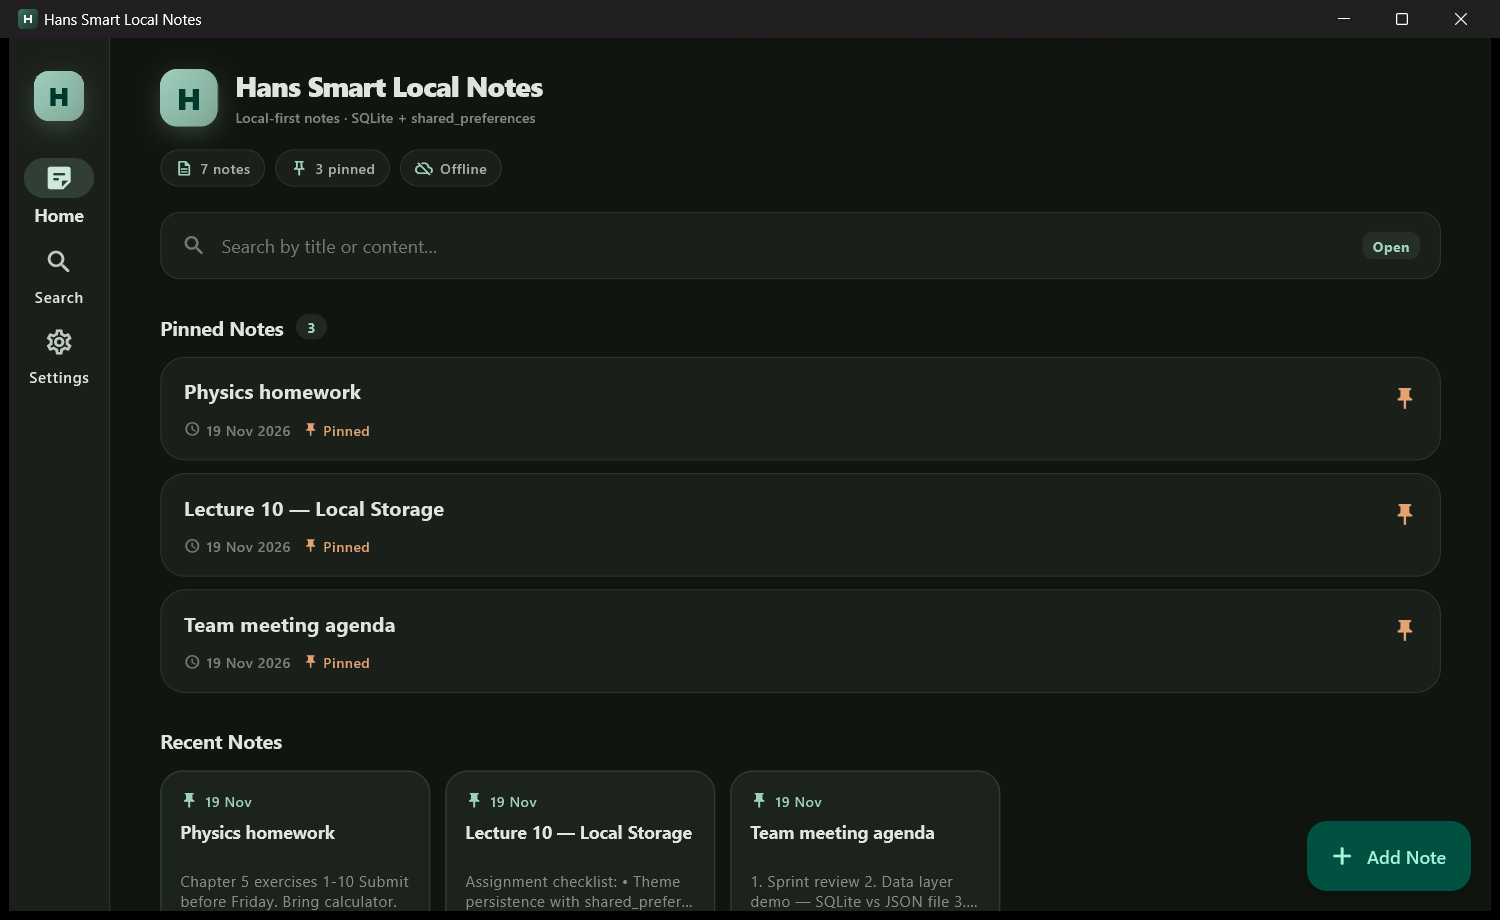 H Hans Smart Local Notes
H
Home
Search
Settings
H
Hans Smart Local Notes
Local-first notes · SQLite + shared_preferences
7 notes
3 pinned
Offline
Search by title or content...
Open
Pinned Notes 3
Physics homework
19 Nov 2026 Pinned
Lecture 10 — Local Storage
19 Nov 2026 Pinned
Team meeting agenda
19 Nov 2026 Pinned
Recent Notes
19 Nov
Physics homework
Chapter 5 exercises 1-10 Submit
before Friday. Bring calculator.
19 Nov
Lecture 10 — Local Storage
Assignment checklist: • Theme
persistence with shared_prefer...
19 Nov
Team meeting agenda
1. Sprint review 2. Data layer
demo — SQLite vs JSON file 3....
+ Add Note